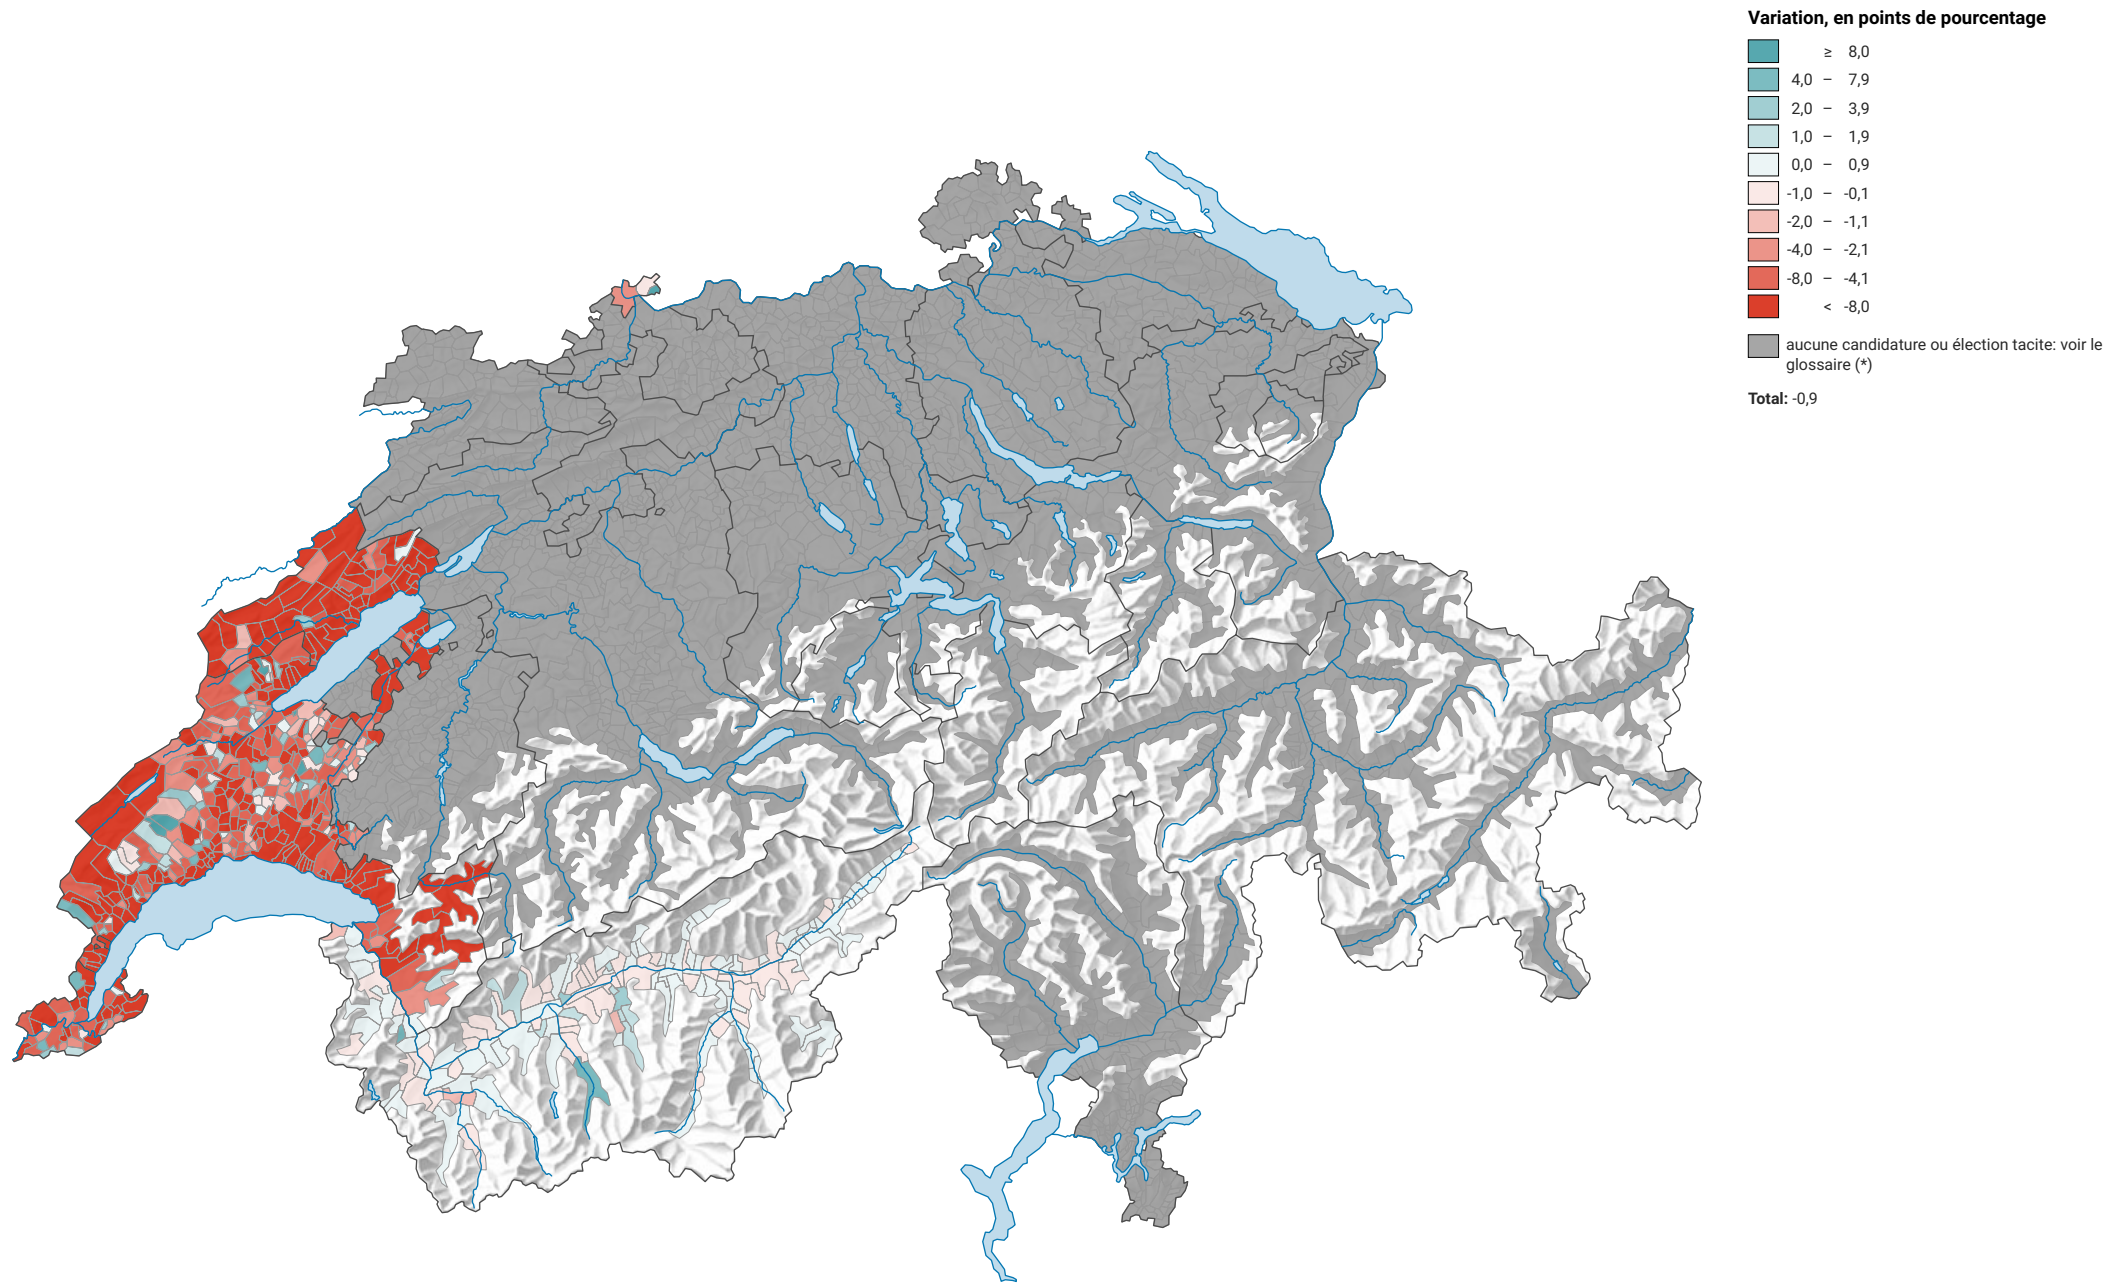 Variation, en points de pourcentage
≥ 8,0
4,0 – 7,9
2,0 – 3,9
1,0 – 1,9
0,0 – 0,9
-1,0 – -0,1
-2,0 – -1,1
-4,0 – -2,1
-8,0 – -4,1
< -8,0
aucune candidature ou élection tacite: voir le
glossaire (*)
Total: -0,9